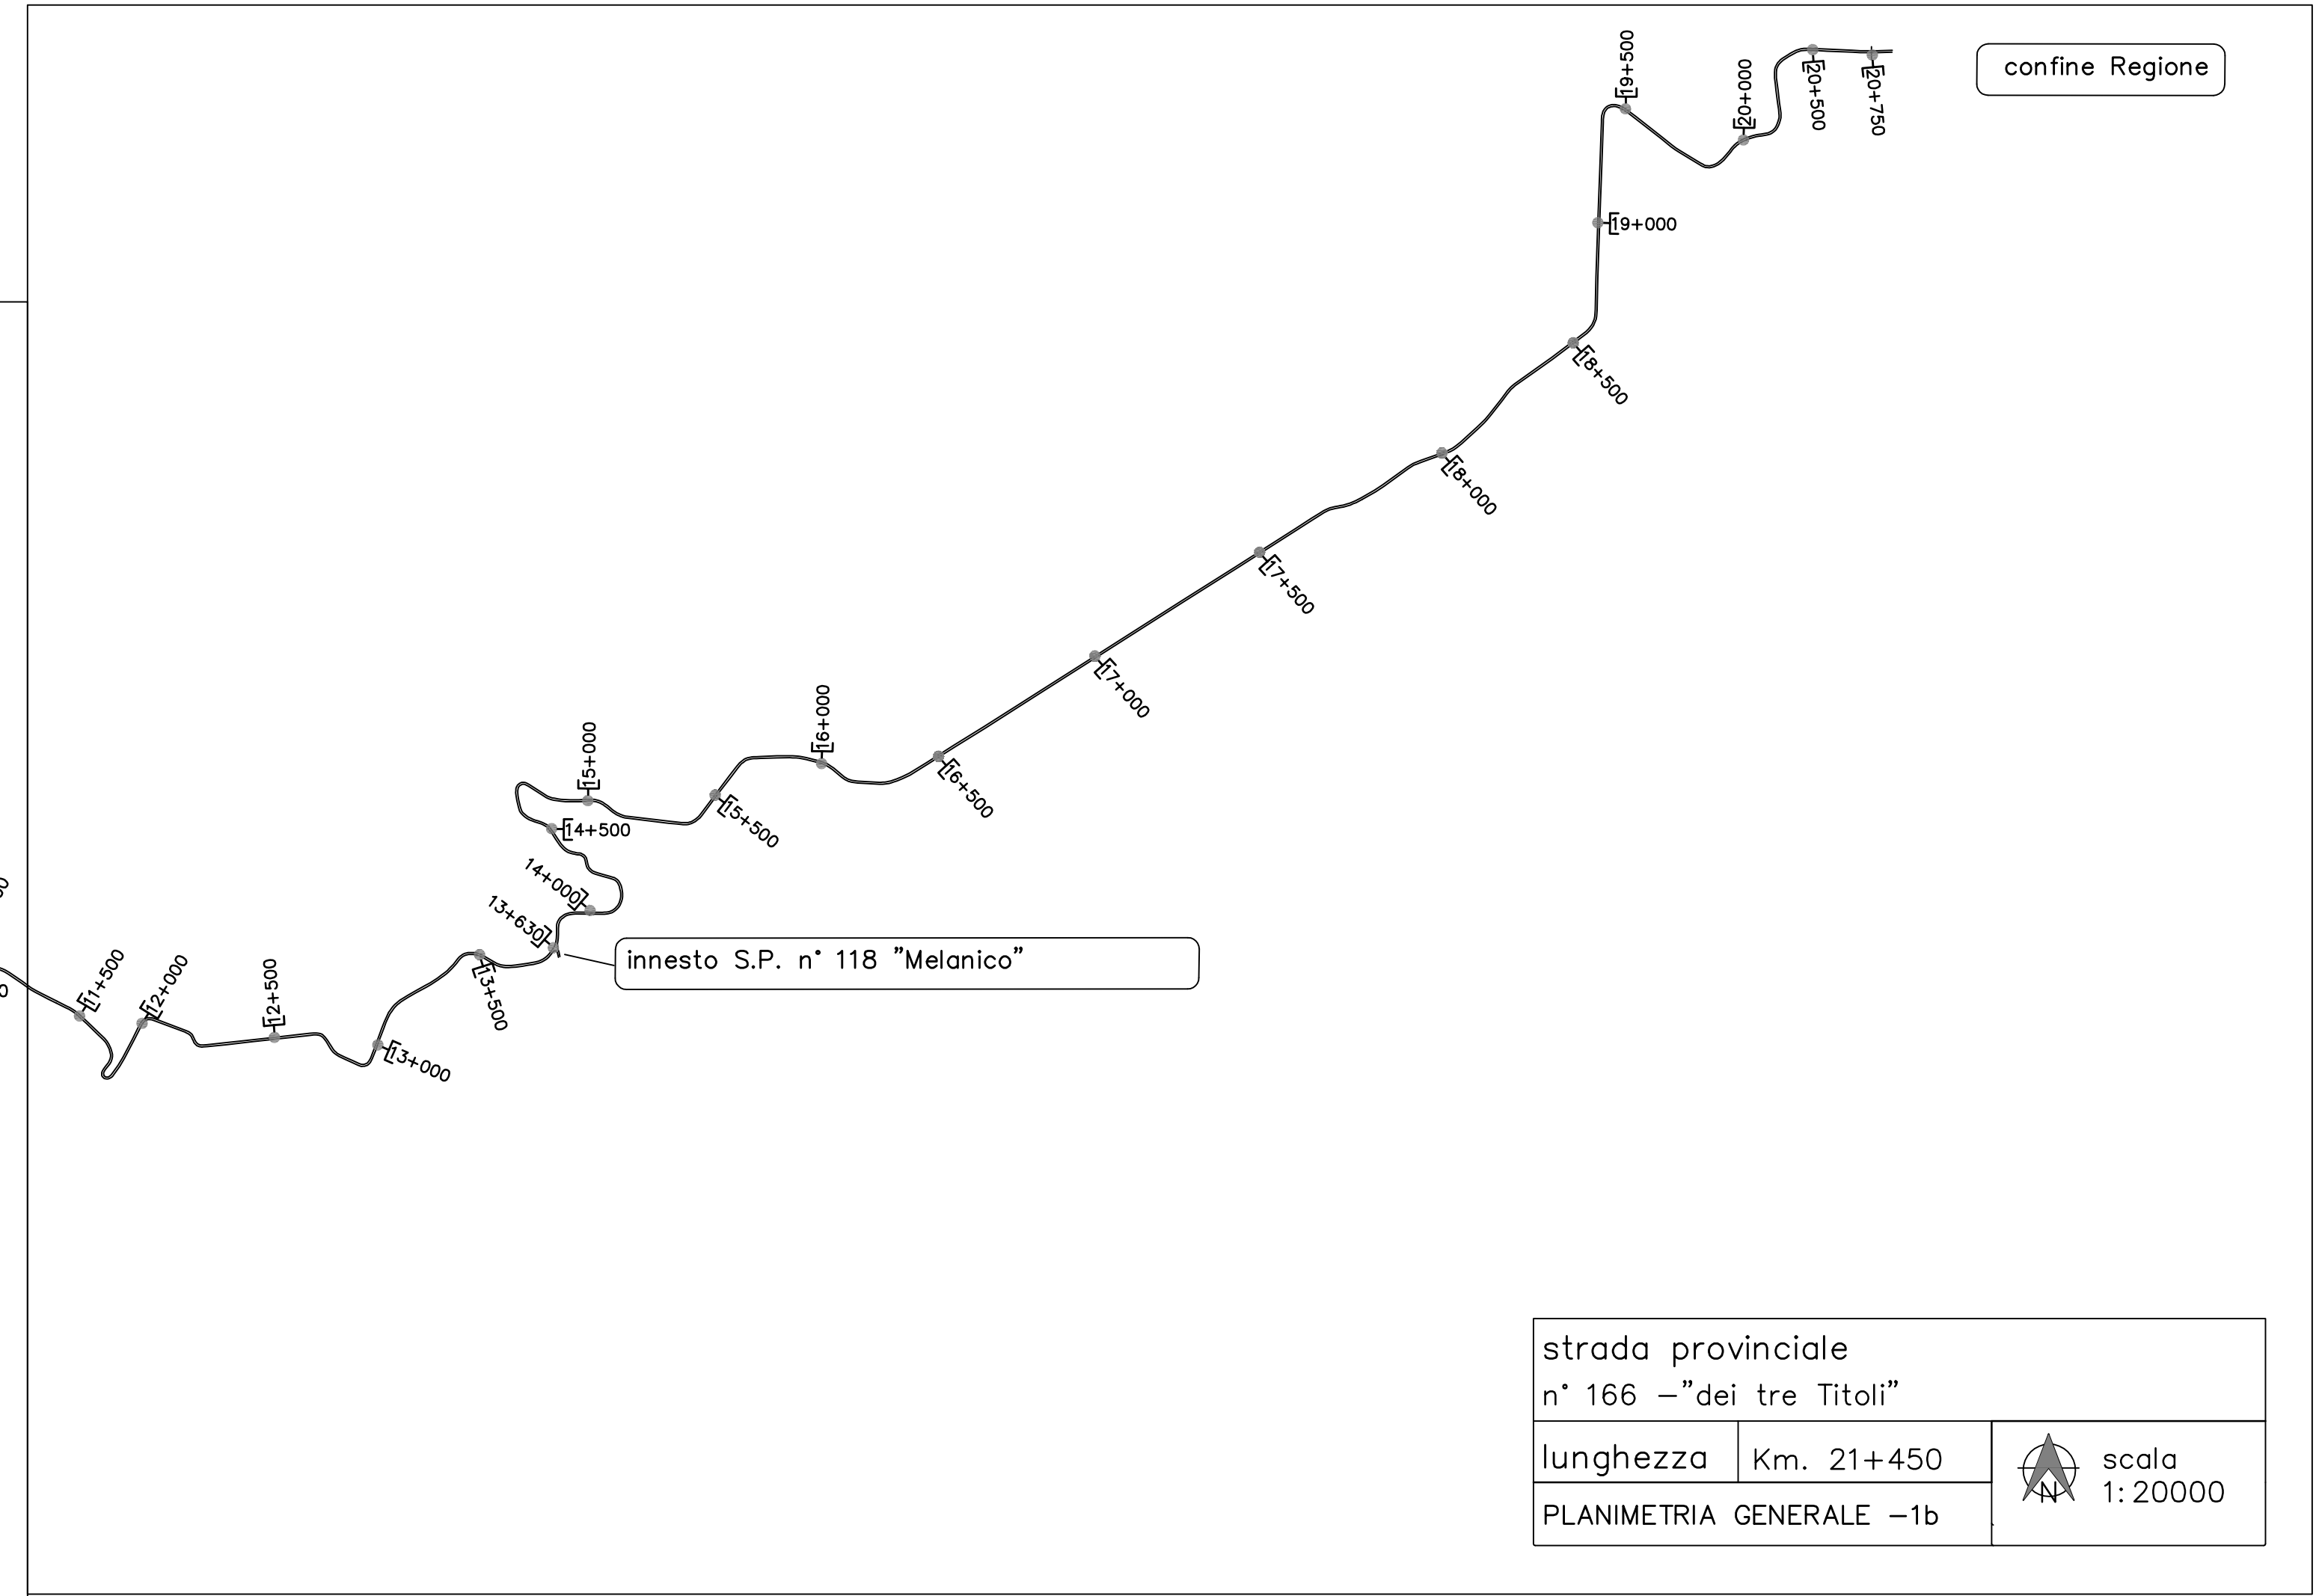 confine Regione
19+500
20+000
20+500
20+750
19+000
18+500
18+000
17+500
17+000
16+000
16+500
15+000
15+500
14+500
14+000
13+630
innesto S.P. n° 118 "Melanico"
13+500
11+500
12+000
12+500
13+000
strada provinciale
n° 166 -"dei tre Titoli"
lunghezza
Km. 21+450
PLANIMETRIA GENERALE -1b
N
scala
1:20000